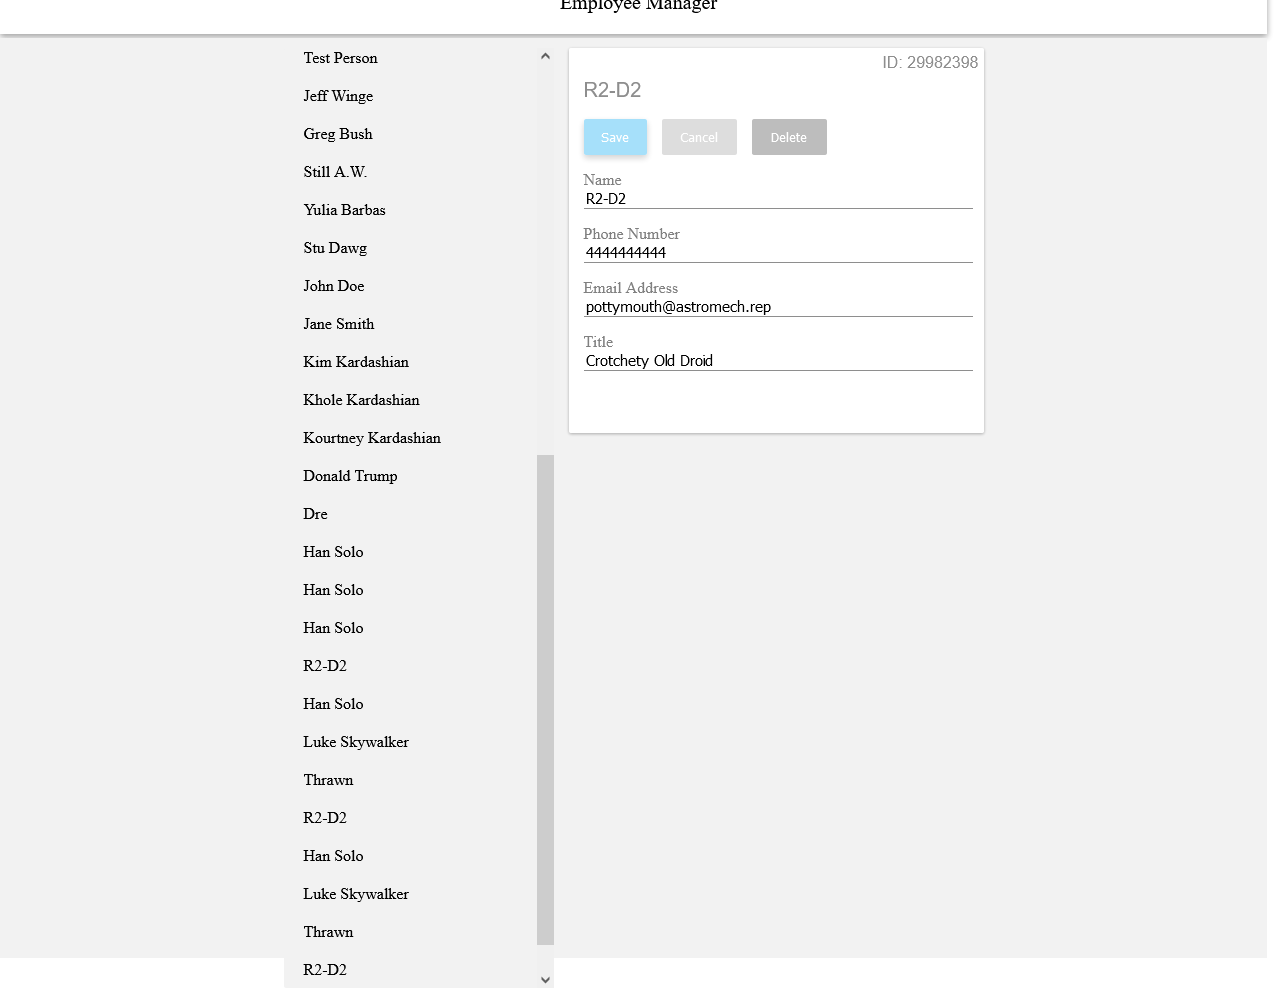 Employee Manager
Test Person
Jeff Winge
Greg Bush
Still A.W.
Yulia Barbas
Stu Dawg
John Doe
Jane Smith
Kim Kardashian
Khole Kardashian
Kourtney Kardashian
Donald Trump
Dre
Han Solo
Han Solo
Han Solo
R2-D2
Han Solo
Luke Skywalker
Thrawn
R2-D2
Han Solo
Luke Skywalker
Thrawn
R2-D2
ID: 29982398
R2-D2
Save Cancel Delete
Name
R2-D2
Phone Number
4444444444
Email Address
pottymouth@astromech.rep
Title
Crotchety Old Droid